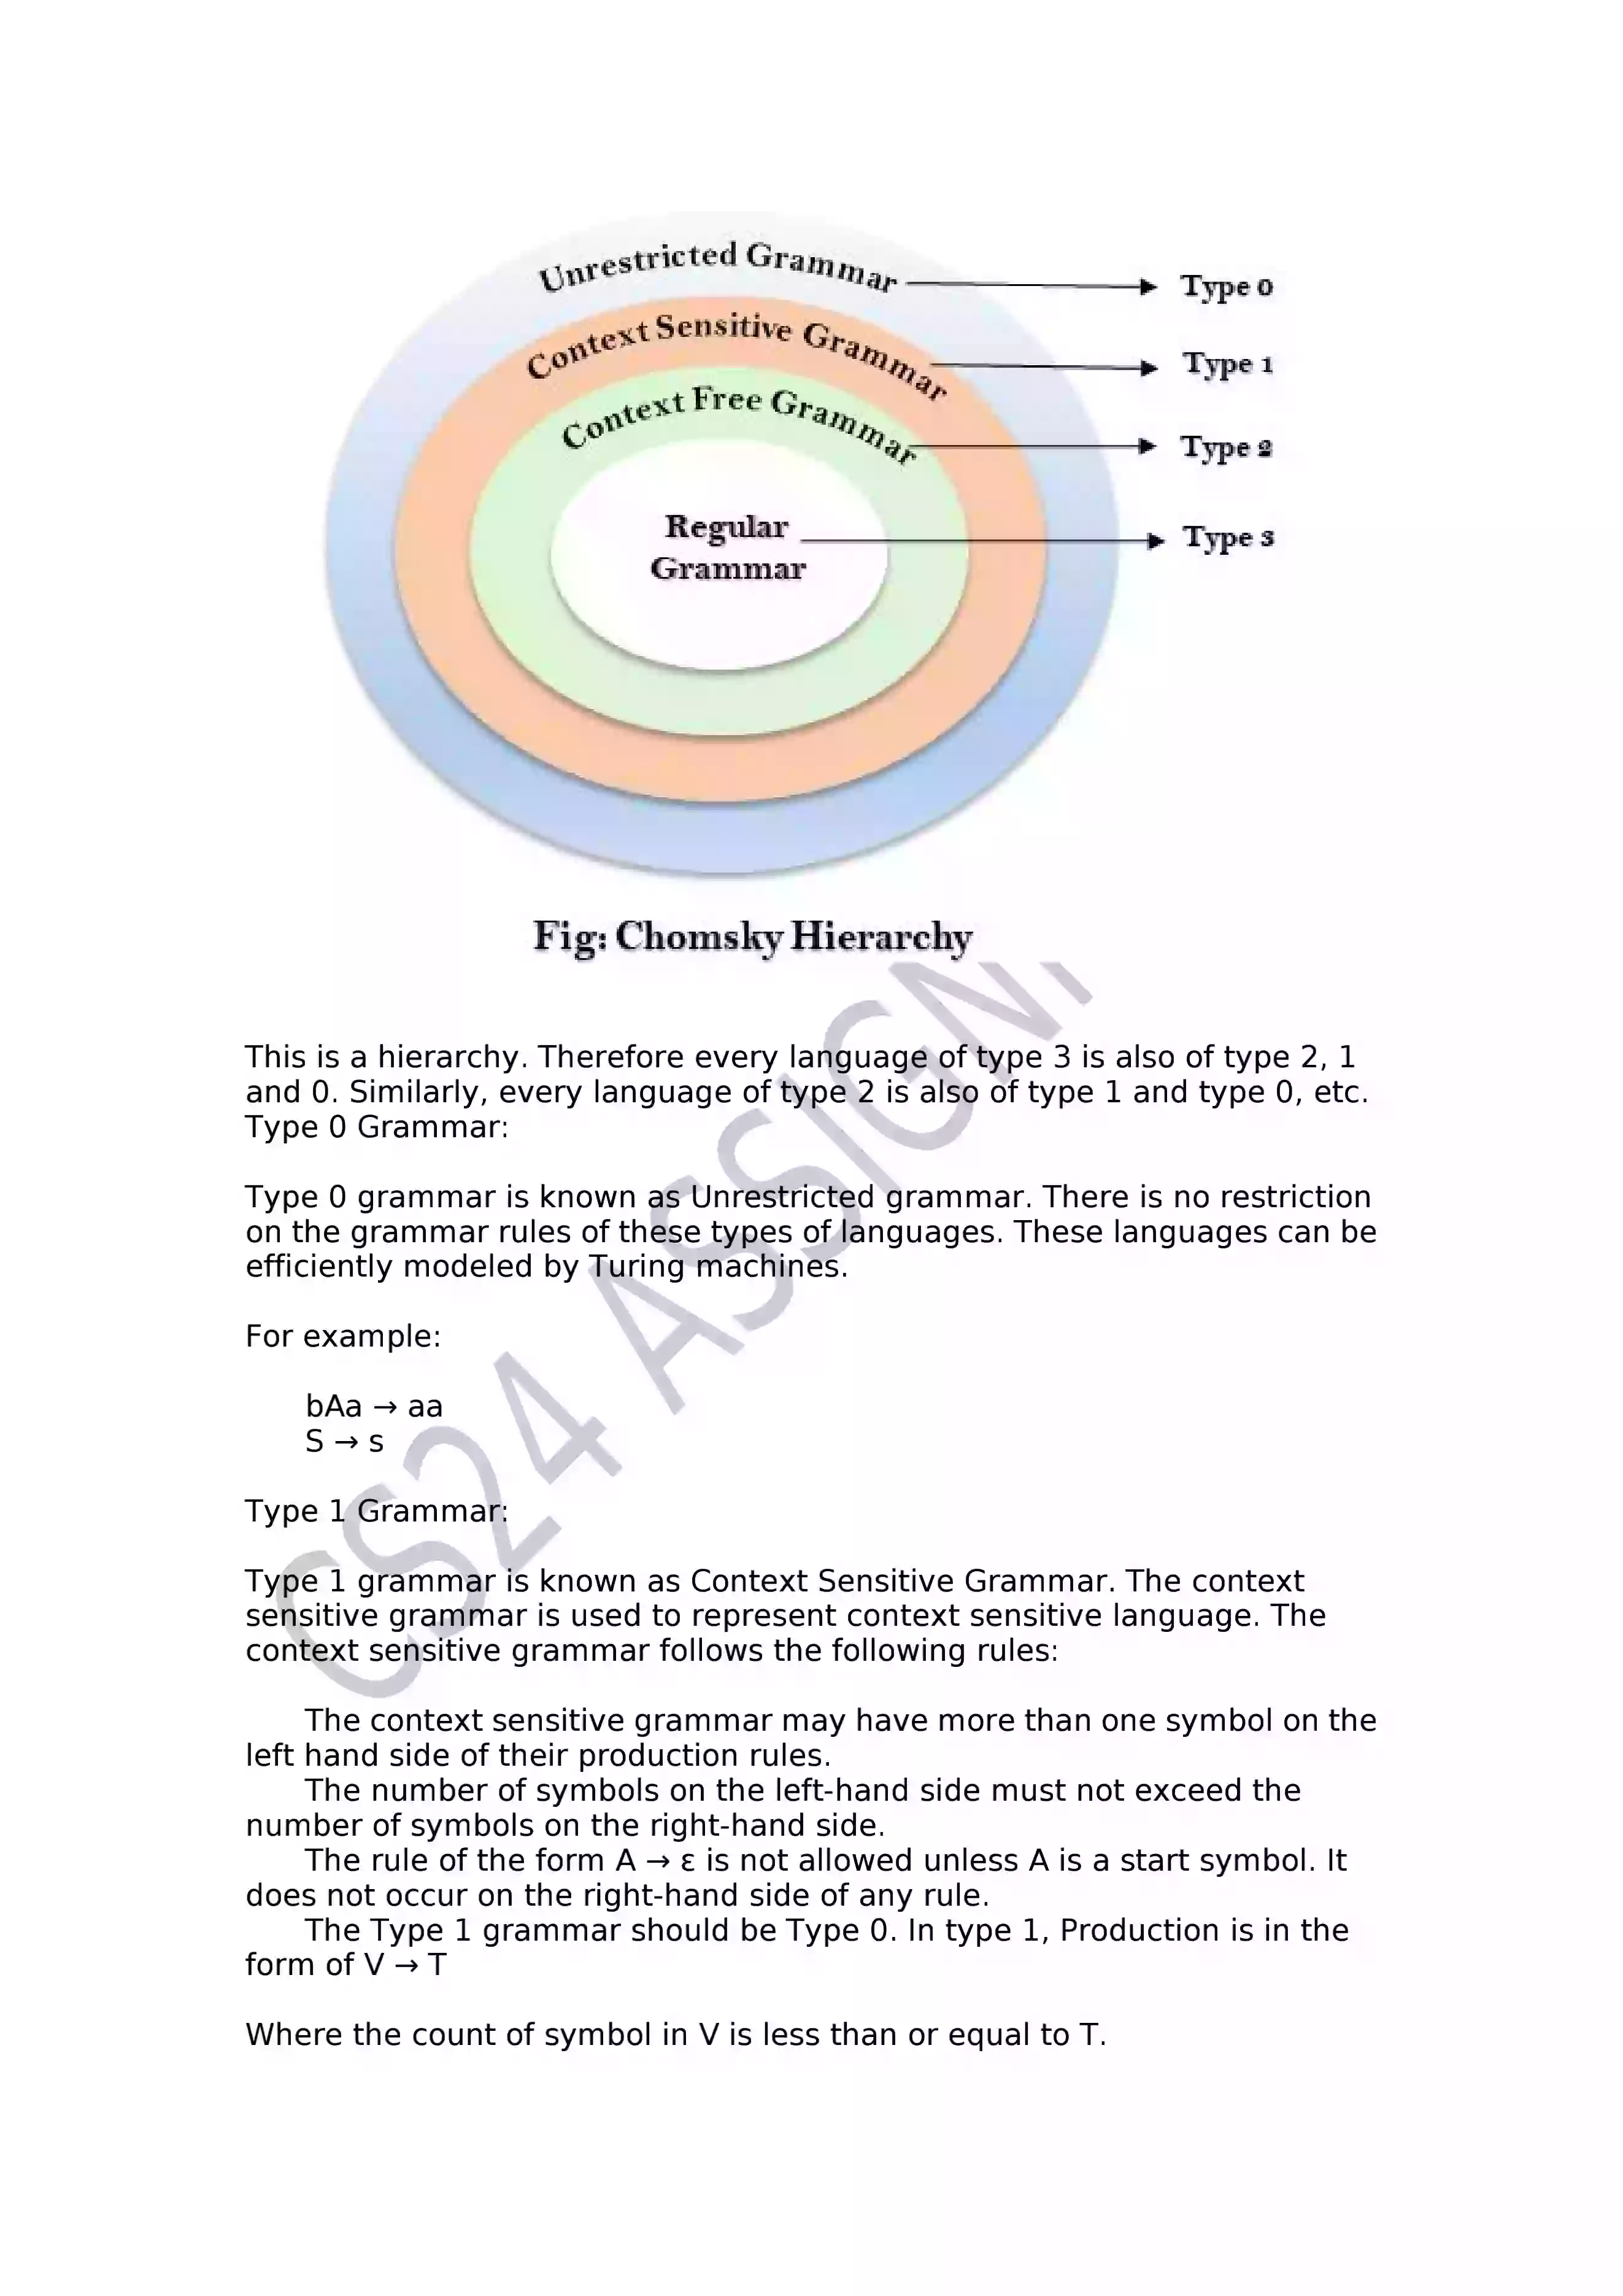 Unrestricted Grammar
Type 0
Context Sensitive Grammar
Type 1
Context Free Grammar
Type 2
Regular
Grammar
Type 3
Fig: Chomsky Hierarchy
CS24 ASSIGN
This is a hierarchy. Therefore every language of type 3 is also of type 2, 1
and 0. Similarly, every language of type 2 is also of type 1 and type 0, etc.
Type 0 Grammar:
Type 0 grammar is known as Unrestricted grammar. There is no restriction
on the grammar rules of these types of languages. These languages can be
efficiently modeled by Turing machines.
For example:
bAa → aa
S → s
Type 1 Grammar:
Type 1 grammar is known as Context Sensitive Grammar. The context
sensitive grammar is used to represent context sensitive language. The
context sensitive grammar follows the following rules:
The context sensitive grammar may have more than one symbol on the
left hand side of their production rules.
The number of symbols on the left-hand side must not exceed the
number of symbols on the right-hand side.
The rule of the form A → ε is not allowed unless A is a start symbol. It
does not occur on the right-hand side of any rule.
The Type 1 grammar should be Type 0. In type 1, Production is in the
form of V → T
Where the count of symbol in V is less than or equal to T.